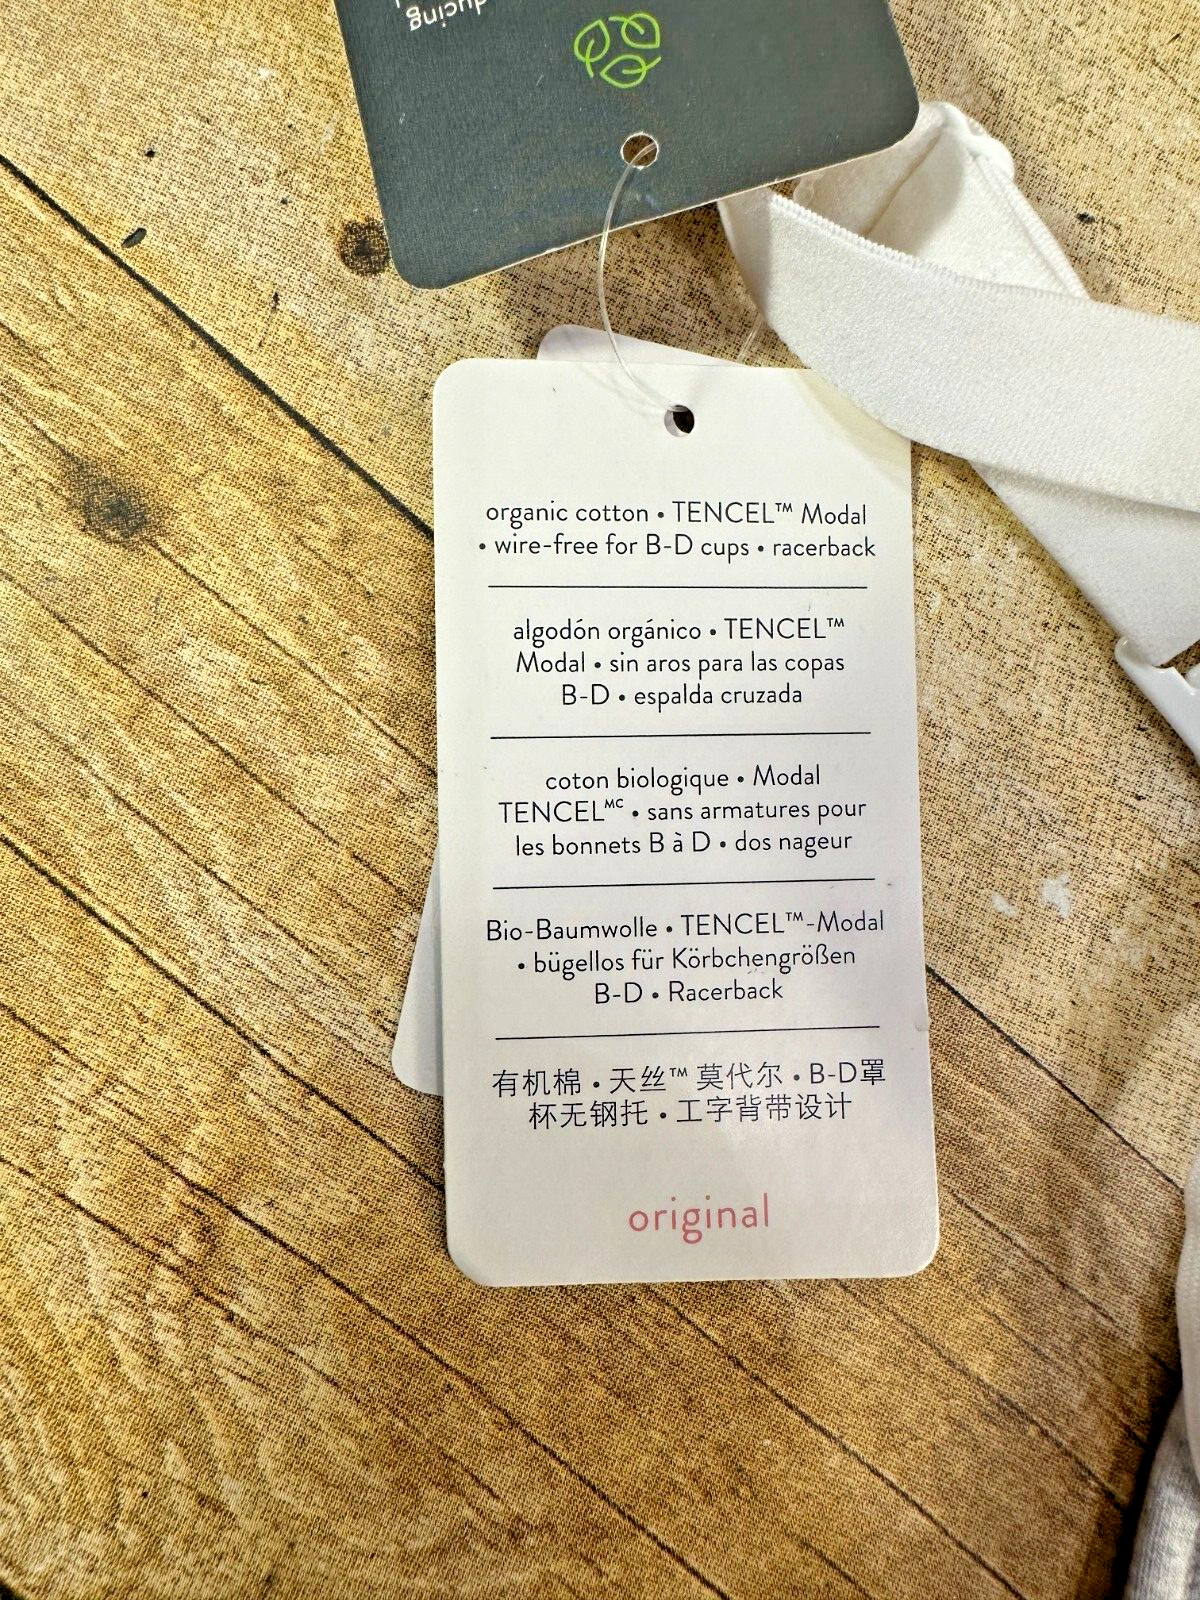 ducing
organic cotton • TENCEL™ Modal
• wire-free for B-D cups • racerback
algodón orgánico • TENCEL™
Modal • sin aros para las copas
B-D • espalda cruzada
coton biologique • Modal
TENCELᴹᶜ • sans armatures pour
les bonnets B à D • dos nageur
Bio-Baumwolle • TENCEL™-Modal
• bügellos für Körbchengrößen
B-D • Racerback
有机棉 • 天丝™ 莫代尔 • B-D罩
杯无钢托 • 工字背带设计
original